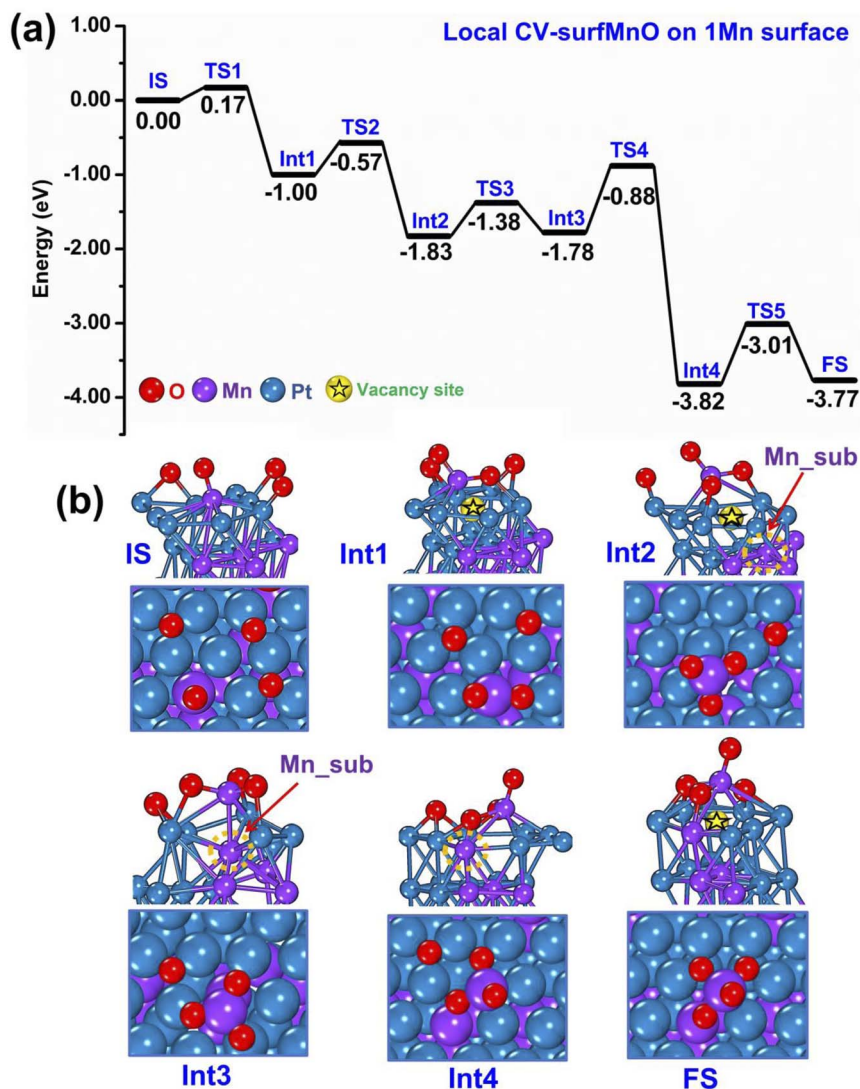 (a)
Local CV-surfMnO on 1Mn surface
Energy (eV)
1.00
0.00
-1.00
-2.00
-3.00
-4.00
IS
0.00
TS1
0.17
Int1
-1.00
TS2
-0.57
Int2
-1.83
TS3
-1.38
Int3
-1.78
TS4
-0.88
Int4
-3.82
TS5
-3.01
FS
-3.77
O Mn Pt Vacancy site
(b)
Mn_sub
IS
Int1
Int2
Mn_sub
Int3
Int4
FS